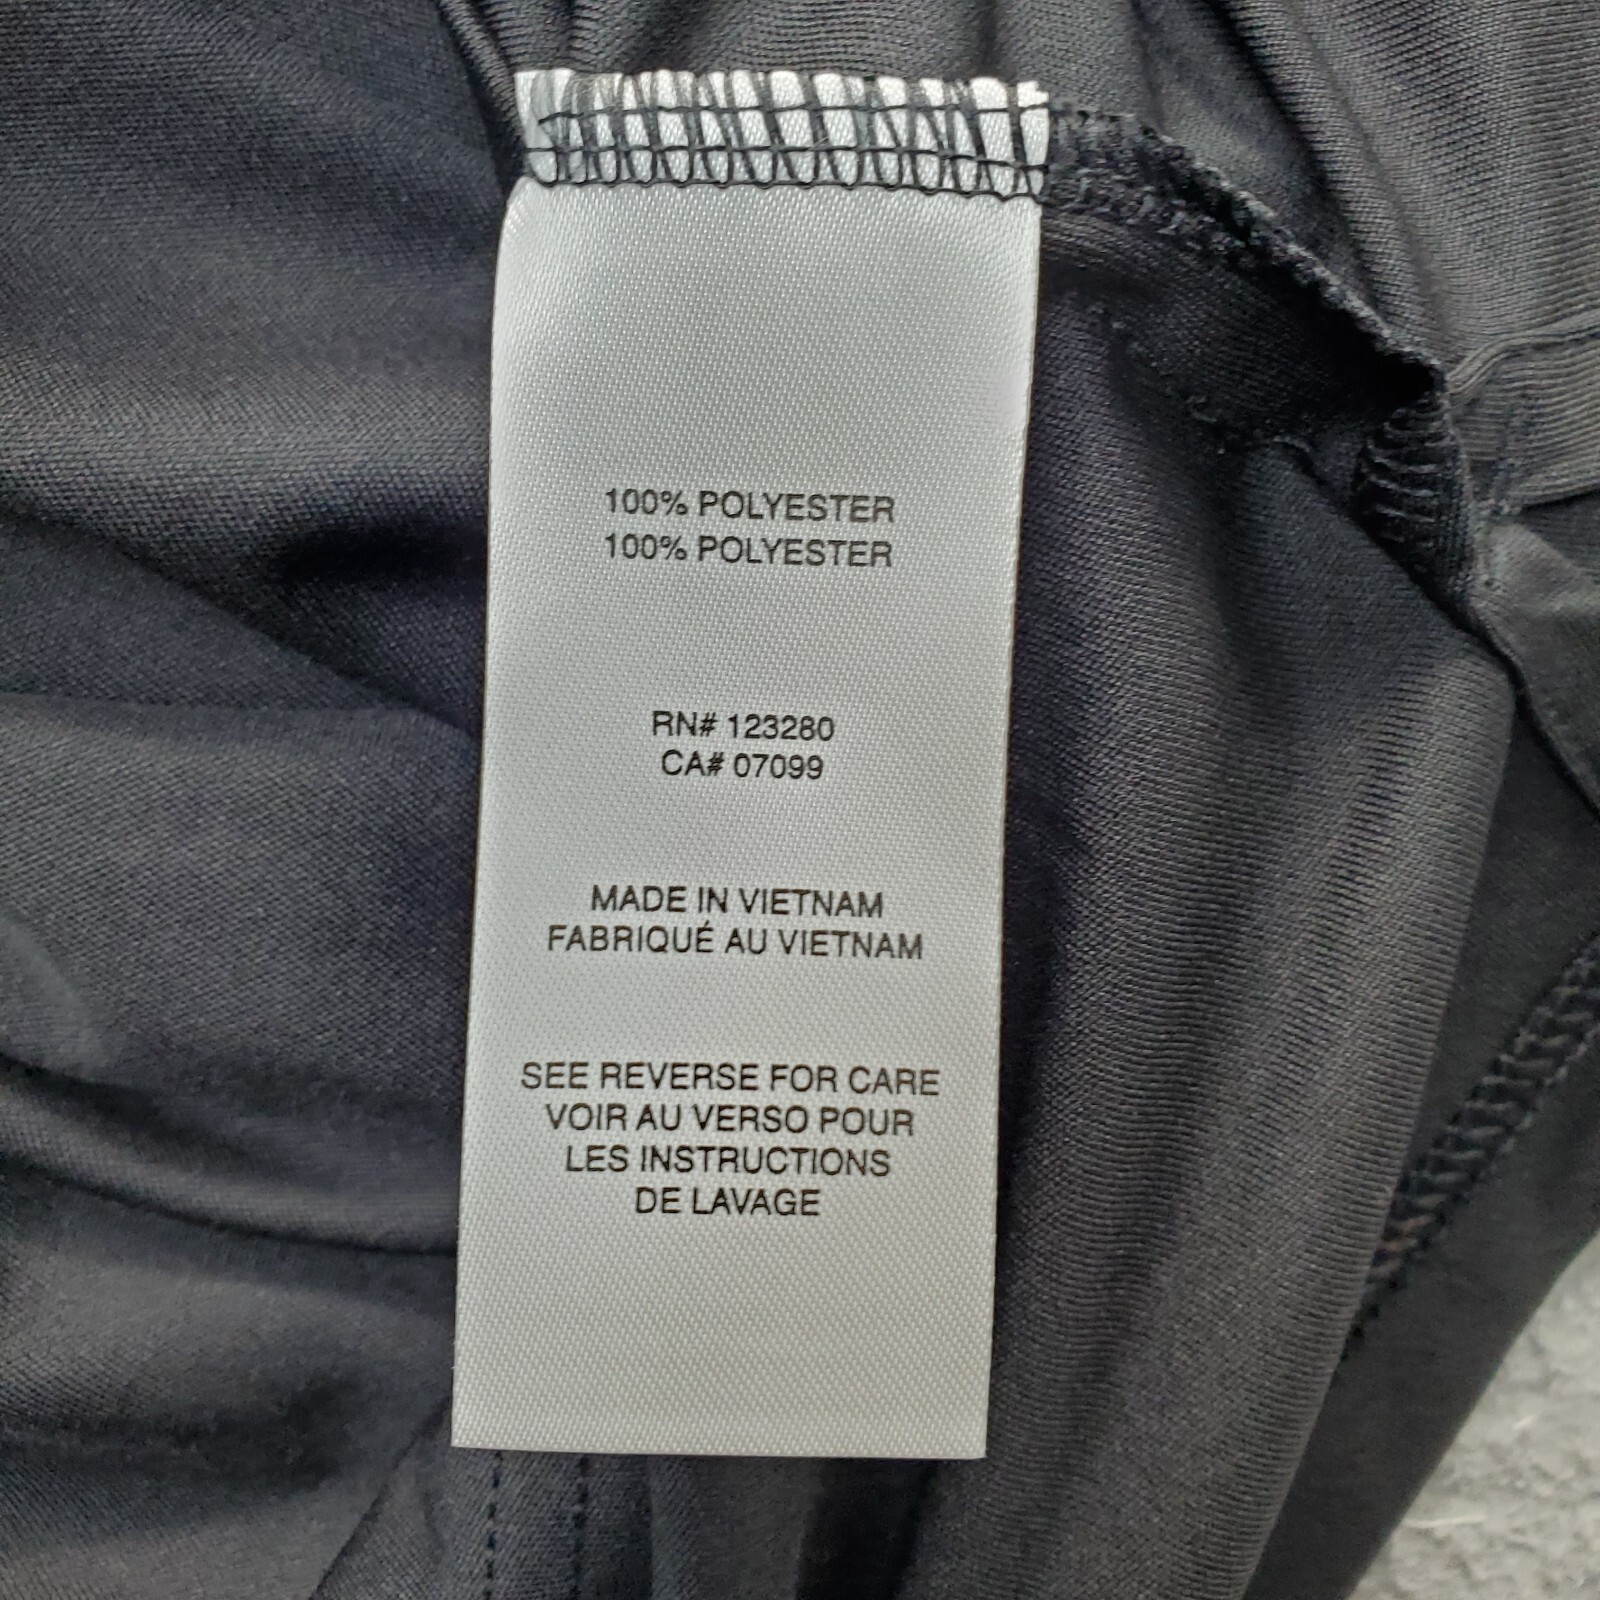 100% POLYESTER
100% POLYESTER
RN# 123280
CA# 07099
MADE IN VIETNAM
FABRIQUÉ AU VIETNAM
SEE REVERSE FOR CARE
VOIR AU VERSO POUR
LES INSTRUCTIONS
DE LAVAGE